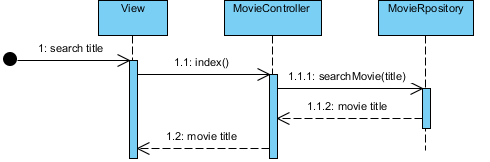 View
MovieController
MovieRpository
1: search title
1.1: index()
1.1.1: searchMovie(title)
1.1.2: movie title
1.2: movie title